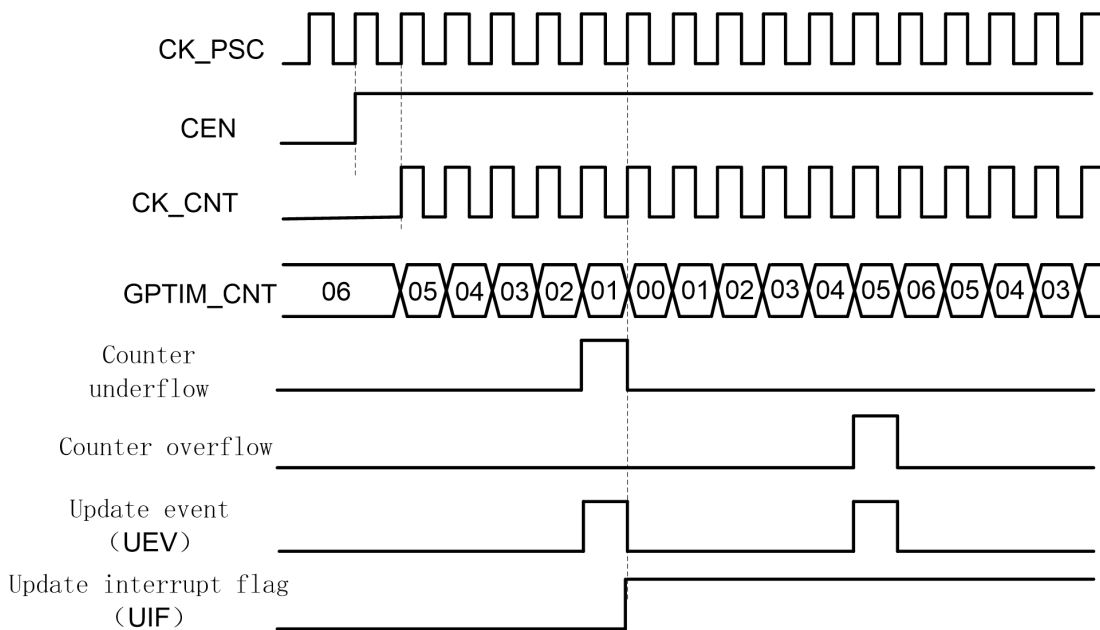 CK_PSC
CEN
CK_CNT
GPTIM_CNT 06 05 04 03 02 01 00 01 02 03 04 05 06 05 04 03
Counter
underflow
Counter overflow
Update event
（UEV）
Update interrupt flag
（UIF）